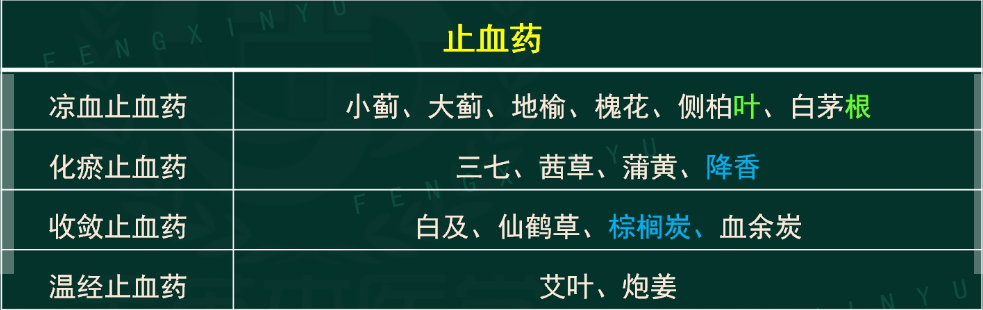 止血药
凉血止血药 小蓟、大蓟、地榆、槐花、侧柏叶、白茅根
化瘀止血药 三七、茜草、蒲黄、降香
收敛止血药 白及、仙鹤草、棕榈炭、血余炭
温经止血药 艾叶、炮姜
FENGXINYU
FENGXINYU